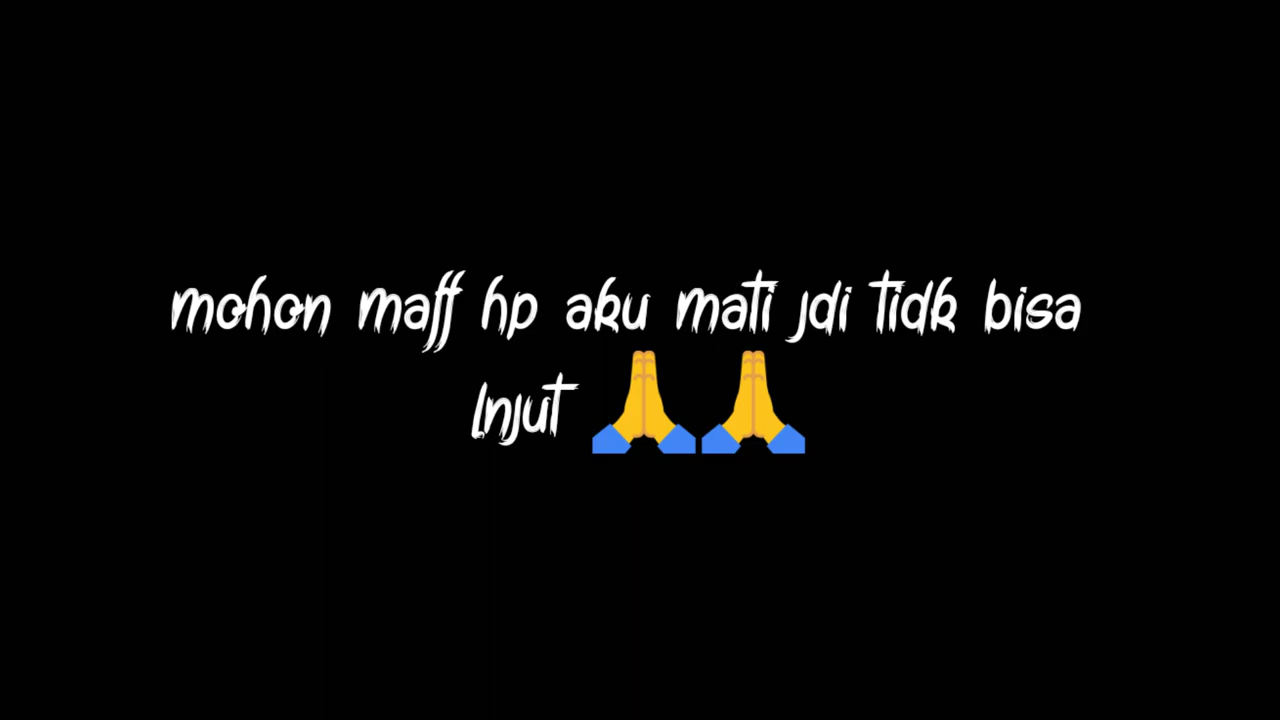 mohon maff hp aku mati jdi tidk bisa
lnjut 🙏🙏